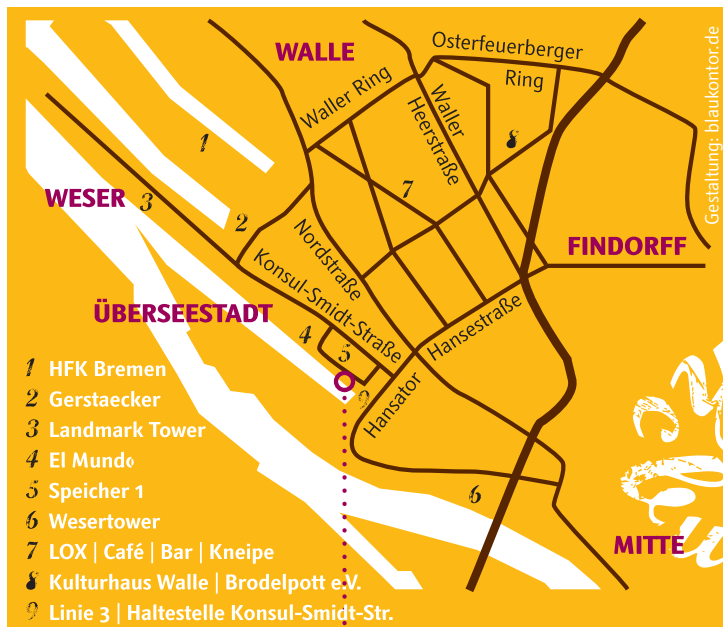 WALLE
Osterfeuerberger
Ring
Waller Ring
Waller
Heerstraße
Gestaltung: blaukontor.de
1
8
7
WESER
3
2
Nordstraße
FINDORFF
Konsul-Smidt-Straße
ÜBERSEESTADT
4
5
Hansestraße
9
Hansator
6
MITTE
1 HFK Bremen
2 Gerstaecker
3 Landmark Tower
4 El Mundo
5 Speicher 1
6 Wesertower
7 LOX | Café | Bar | Kneipe
8 Kulturhaus Walle | Brodelpott e.V.
9 Linie 3 | Haltestelle Konsul-Smidt-Str.